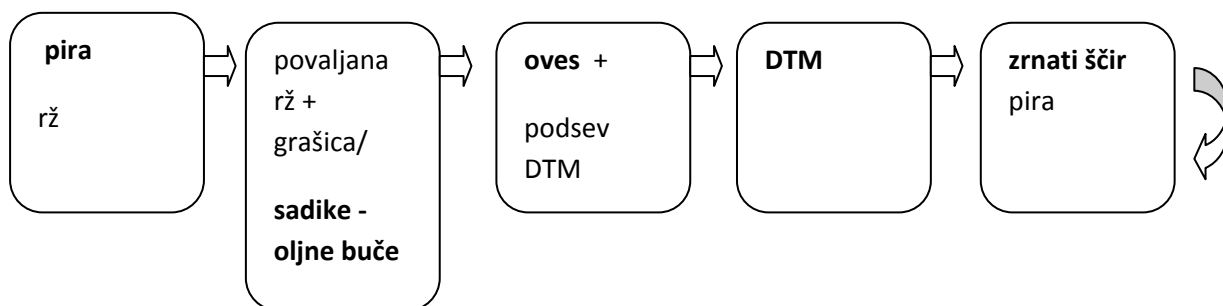 pira
rž
povaljana
rž +
grašica/
sadike -
oljne buče
oves +
podsev
DTM
DTM
zrnati ščir
pira